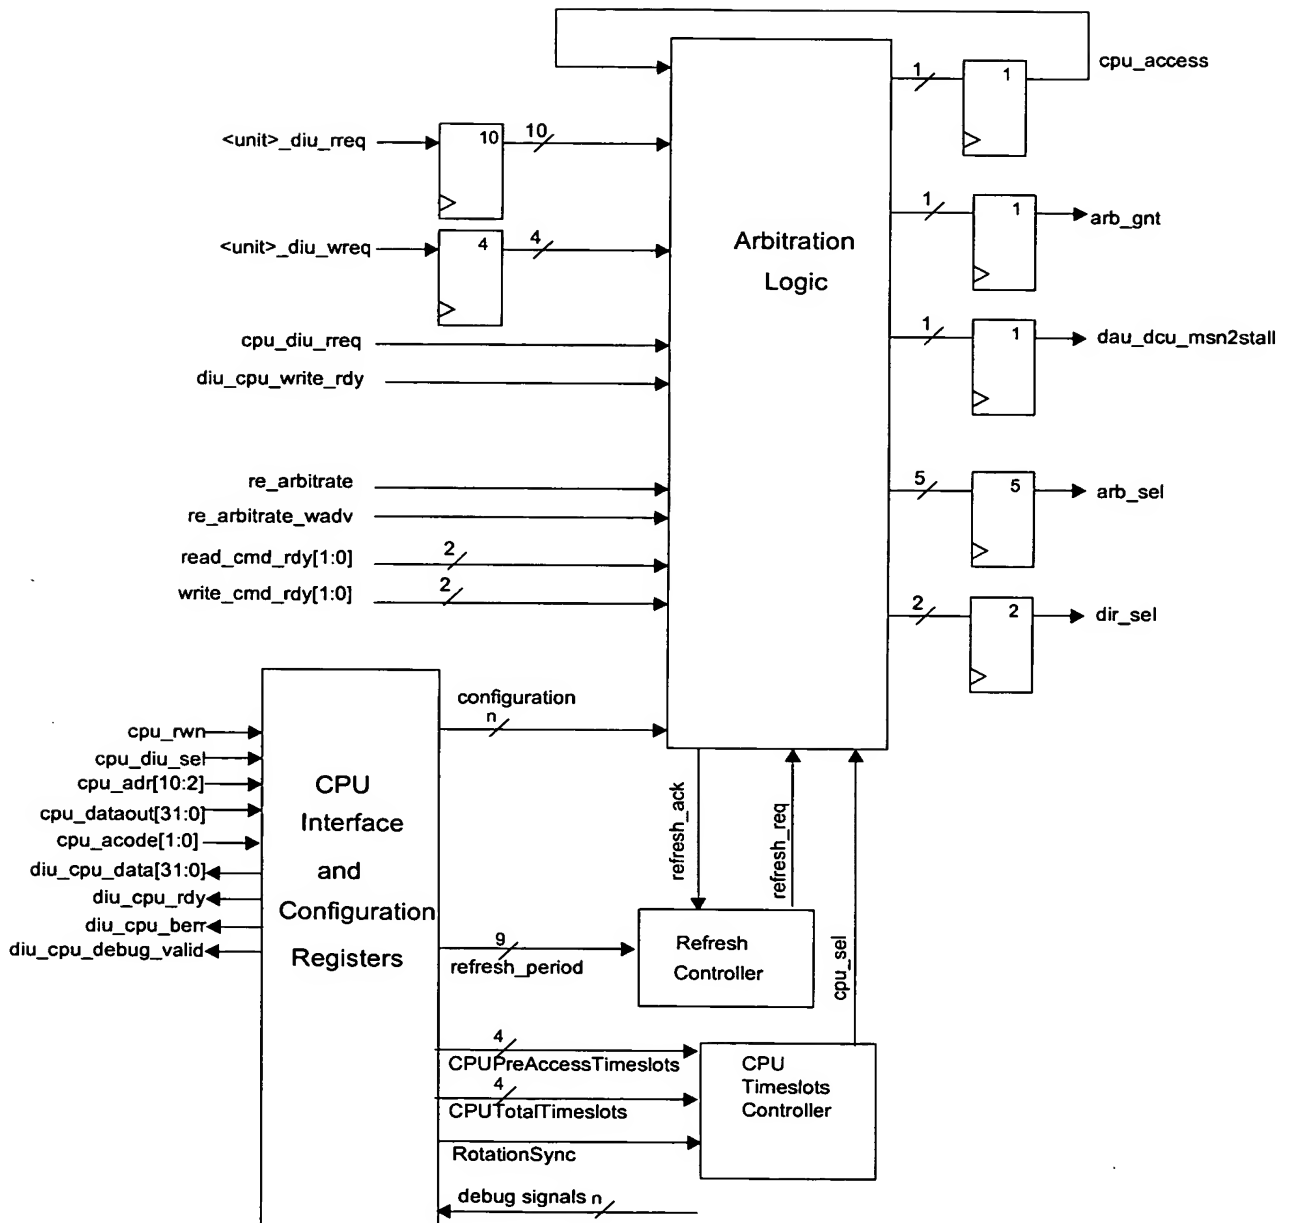 cpu_access
1
1
<unit>_diu_rreq
10
10
<unit>_diu_wreq
4
4
Arbitration
Logic
1
1
arb_gnt
1
1
dau_dcu_msn2stall
cpu_diu_rreq
diu_cpu_write_rdy
re_arbitrate
re_arbitrate_wadv
read_cmd_rdy[1:0]
2
write_cmd_rdy[1:0]
2
5
5
arb_sel
2
2
dir_sel
configuration
n
cpu_rwn
cpu_diu_sel
cpu_adr[10:2]
cpu_dataout[31:0]
cpu_acode[1:0]
diu_cpu_data[31:0]
diu_cpu_rdy
diu_cpu_berr
diu_cpu_debug_valid
CPU
Interface
and
Configuration
Registers
refresh_ack
refresh_req
cpu_sel
9
refresh_period
Refresh
Controller
4
CPUPreAccessTimeslots
4
CPUTotalTimeslots
RotationSync
CPU
Timeslots
Controller
debug signals n